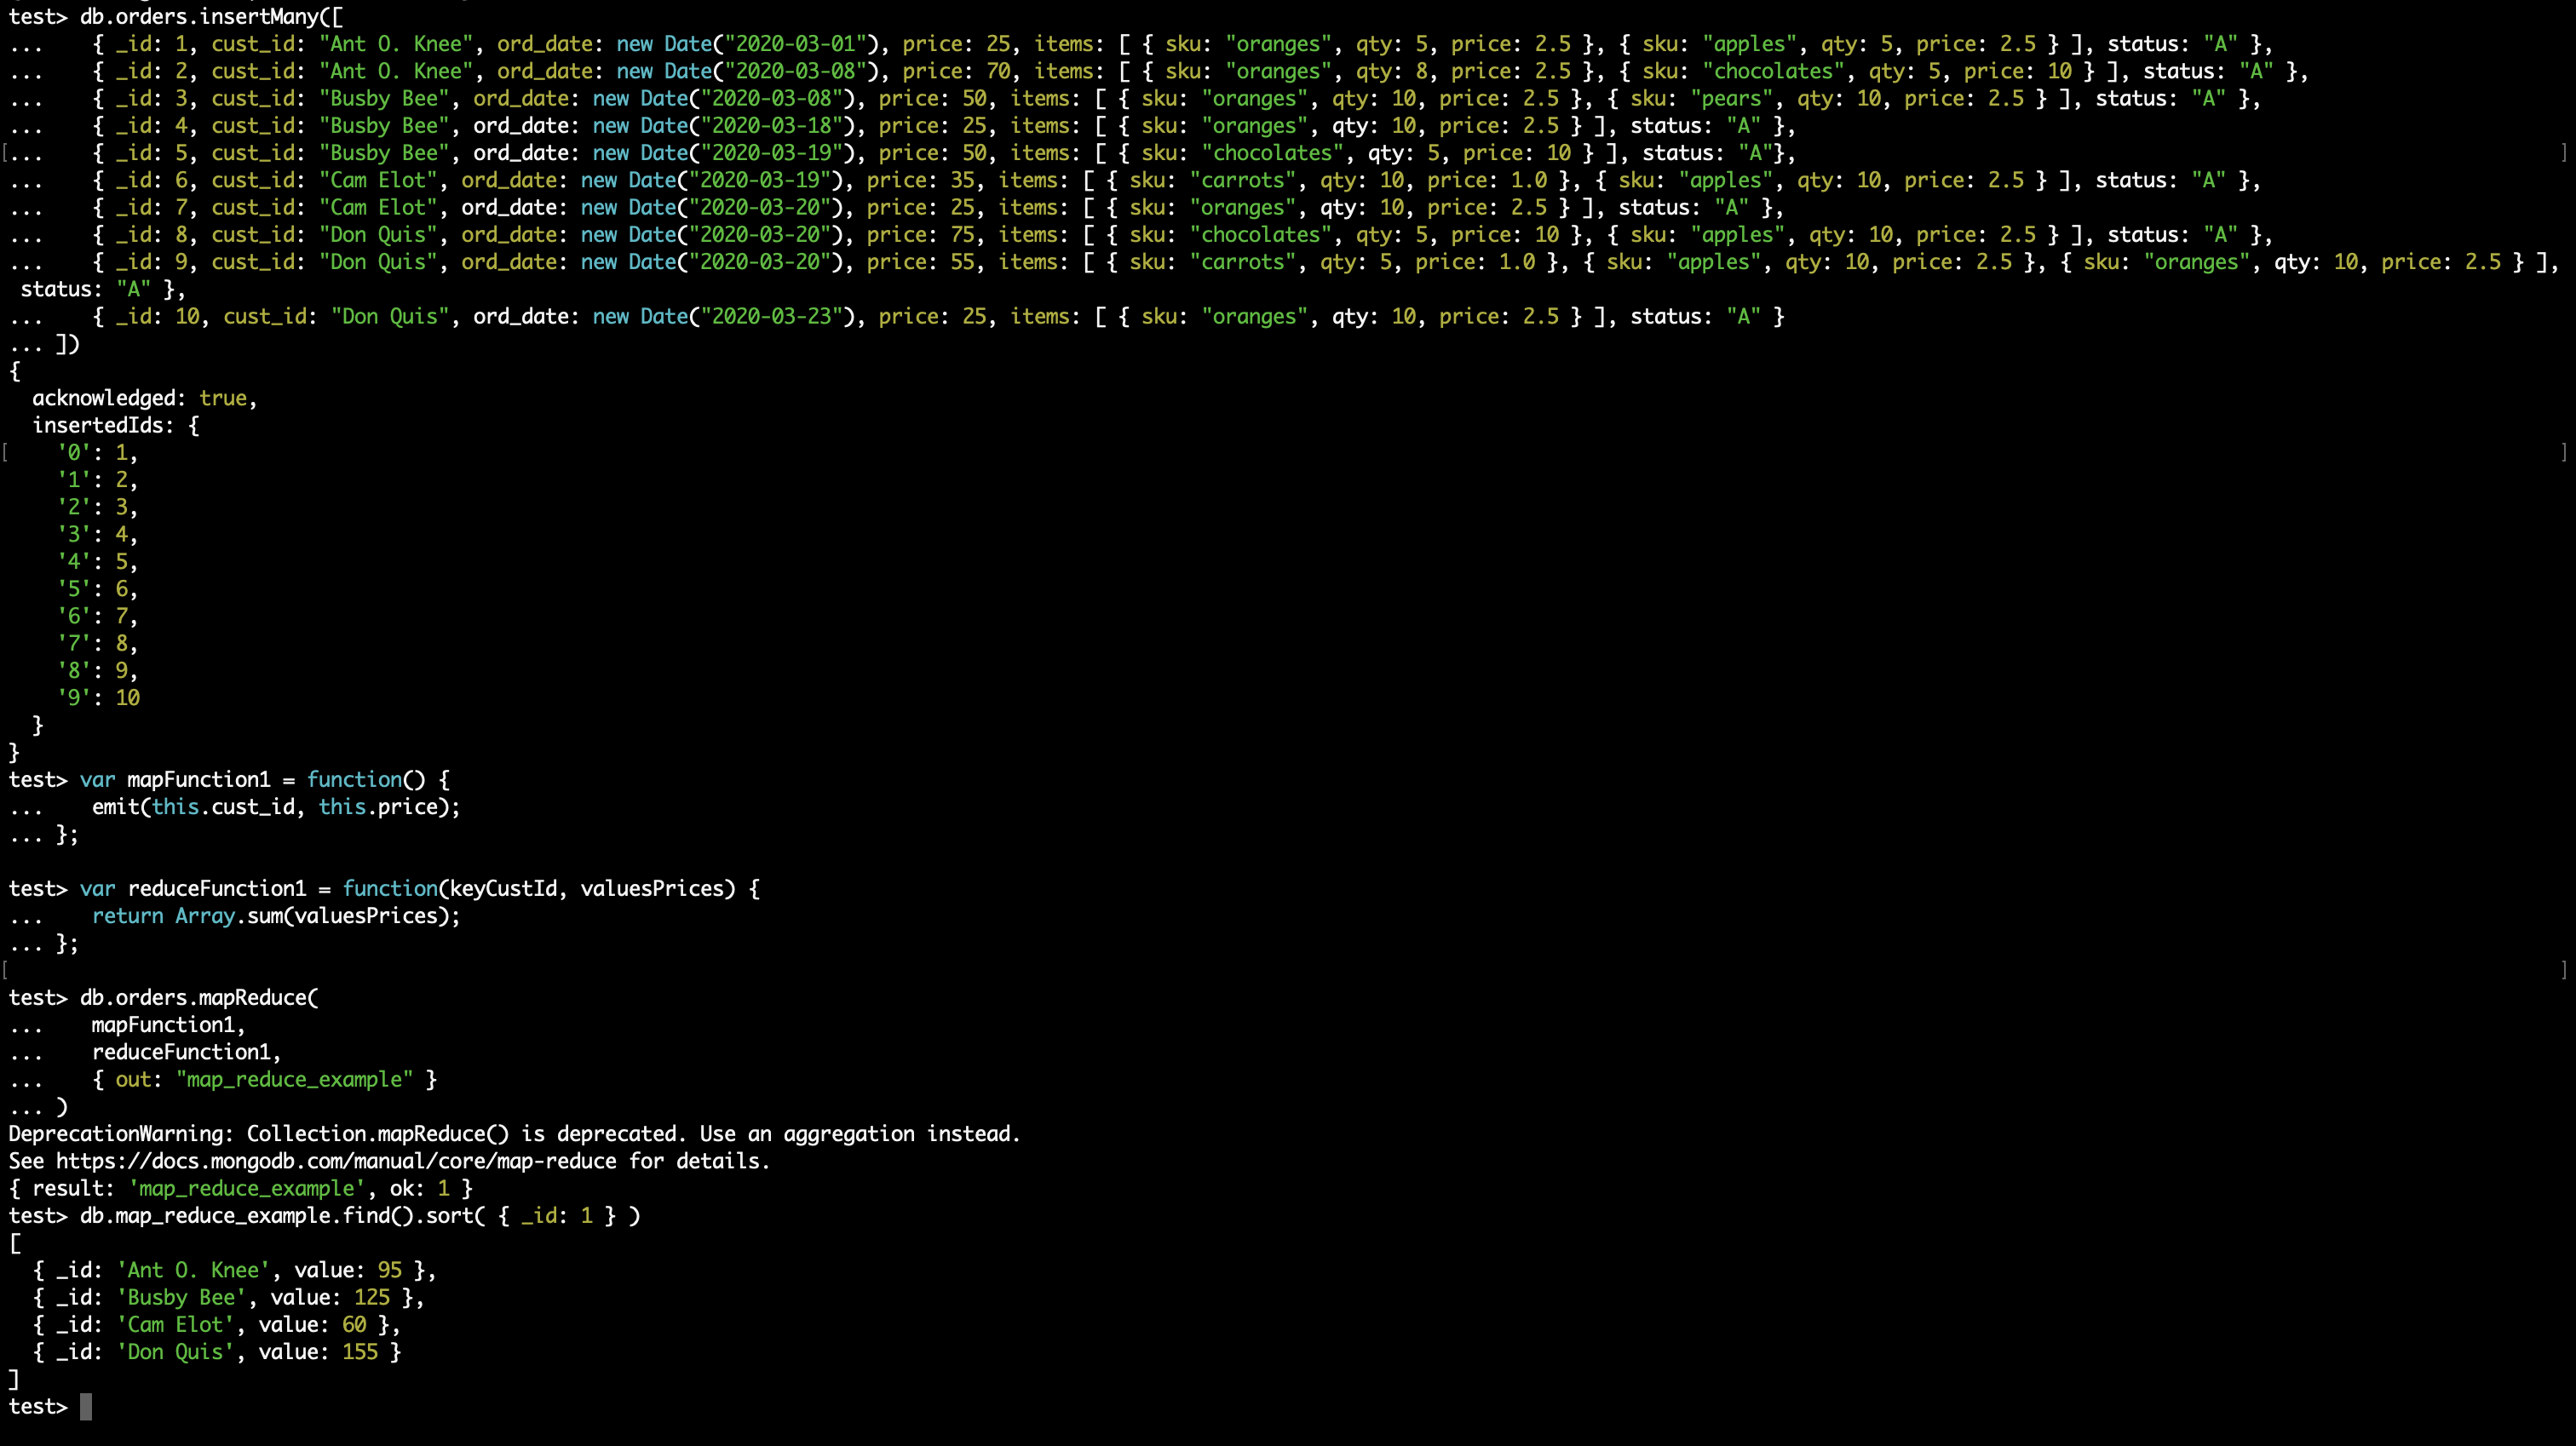 test> db.orders.insertMany([
...    { _id: 1, cust_id: "Ant O. Knee", ord_date: new Date("2020-03-01"), price: 25, items: [ { sku: "oranges", qty: 5, price: 2.5 }, { sku: "apples", qty: 5, price: 2.5 } ], status: "A" },
...    { _id: 2, cust_id: "Ant O. Knee", ord_date: new Date("2020-03-08"), price: 70, items: [ { sku: "oranges", qty: 8, price: 2.5 }, { sku: "chocolates", qty: 5, price: 10 } ], status: "A" },
...    { _id: 3, cust_id: "Busby Bee", ord_date: new Date("2020-03-08"), price: 50, items: [ { sku: "oranges", qty: 10, price: 2.5 }, { sku: "pears", qty: 10, price: 2.5 } ], status: "A" },
...    { _id: 4, cust_id: "Busby Bee", ord_date: new Date("2020-03-18"), price: 25, items: [ { sku: "oranges", qty: 10, price: 2.5 } ], status: "A" },
[...    { _id: 5, cust_id: "Busby Bee", ord_date: new Date("2020-03-19"), price: 50, items: [ { sku: "chocolates", qty: 5, price: 10 } ], status: "A"}, ]
...    { _id: 6, cust_id: "Cam Elot", ord_date: new Date("2020-03-19"), price: 35, items: [ { sku: "carrots", qty: 10, price: 1.0 }, { sku: "apples", qty: 10, price: 2.5 } ], status: "A" },
...    { _id: 7, cust_id: "Cam Elot", ord_date: new Date("2020-03-20"), price: 25, items: [ { sku: "oranges", qty: 10, price: 2.5 } ], status: "A" },
...    { _id: 8, cust_id: "Don Quis", ord_date: new Date("2020-03-20"), price: 75, items: [ { sku: "chocolates", qty: 5, price: 10 }, { sku: "apples", qty: 10, price: 2.5 } ], status: "A" },
...    { _id: 9, cust_id: "Don Quis", ord_date: new Date("2020-03-20"), price: 55, items: [ { sku: "carrots", qty: 5, price: 1.0 }, { sku: "apples", qty: 10, price: 2.5 }, { sku: "oranges", qty: 10, price: 2.5 } ],
 status: "A" },
...    { _id: 10, cust_id: "Don Quis", ord_date: new Date("2020-03-23"), price: 25, items: [ { sku: "oranges", qty: 10, price: 2.5 } ], status: "A" }
... ])
{
  acknowledged: true,
  insertedIds: {
[    '0': 1, ]
    '1': 2,
    '2': 3,
    '3': 4,
    '4': 5,
    '5': 6,
    '6': 7,
    '7': 8,
    '8': 9,
    '9': 10
  }
}
test> var mapFunction1 = function() {
...    emit(this.cust_id, this.price);
... };
test> var reduceFunction1 = function(keyCustId, valuesPrices) {
...    return Array.sum(valuesPrices);
... };
[ ]
test> db.orders.mapReduce(
...    mapFunction1,
...    reduceFunction1,
...    { out: "map_reduce_example" }
... )
DeprecationWarning: Collection.mapReduce() is deprecated. Use an aggregation instead.
See https://docs.mongodb.com/manual/core/map-reduce for details.
{ result: 'map_reduce_example', ok: 1 }
test> db.map_reduce_example.find().sort( { _id: 1 } )
[
  { _id: 'Ant O. Knee', value: 95 },
  { _id: 'Busby Bee', value: 125 },
  { _id: 'Cam Elot', value: 60 },
  { _id: 'Don Quis', value: 155 }
]
test>